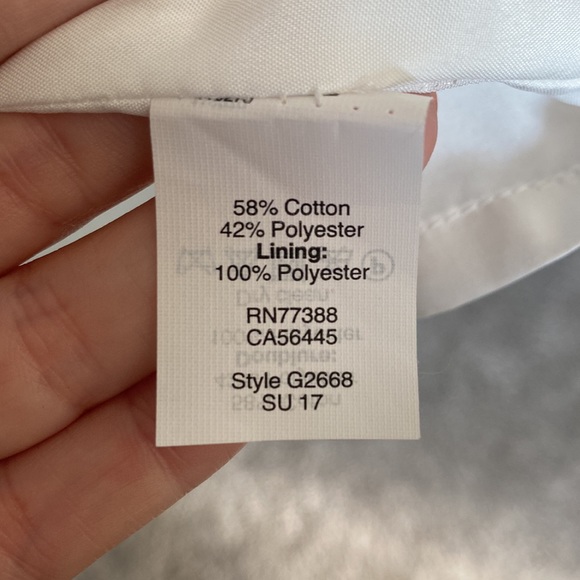 58% Cotton
42% Polyester
Lining:
100% Polyester
RN77388
CA56445
Style G2668
SU 17